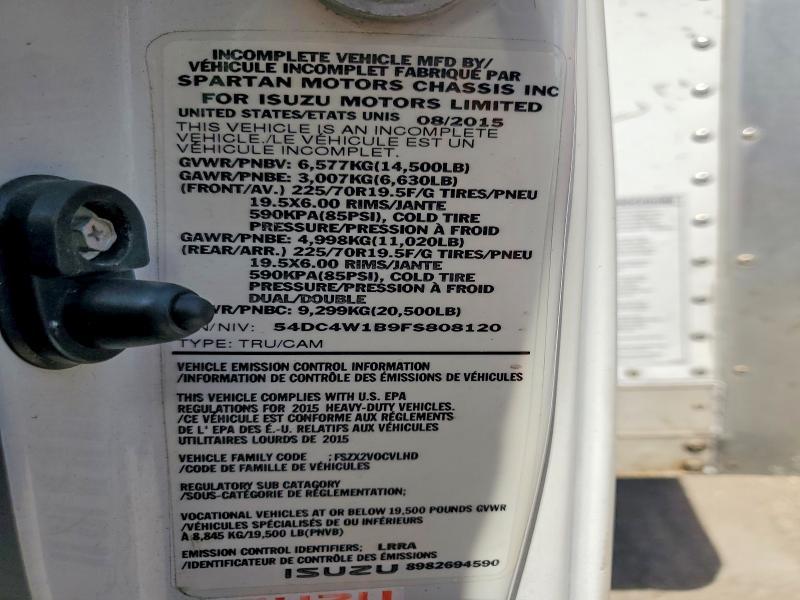 INCOMPLETE VEHICLE MFD BY/
VÉHICULE INCOMPLET FABRIQUÉ PAR
SPARTAN MOTORS CHASSIS INC
FOR ISUZU MOTORS LIMITED
UNITED STATES/ETATS UNIS 08/2015
THIS VEHICLE IS AN INCOMPLETE
VEHICLE./LE VÉHICULE EST UN
VEHICULE INCOMPLET.
GVWR/PNBV: 6,577KG(14,500LB)
GAWR/PNBE: 3,007KG(6,630LB)
(FRONT/AV.) 225/70R19.5F/G TIRES/PNEU
19.5X6.00 RIMS/JANTE
590KPA(85PSI), COLD TIRE
PRESSURE/PRESSION À FROID
GAWR/PNBE: 4,998KG(11,020LB)
(REAR/ARR.) 225/70R19.5F/G TIRES/PNEU
19.5X6.00 RIMS/JANTE
590KPA(85PSI), COLD TIRE
PRESSURE/PRESSION À FROID
DUAL/DOUBLE
WR/PNBC: 9,299KG(20,500LB)
N/NIV: 54DC4W1B9FS808120
TYPE: TRU/CAM
VEHICLE EMISSION CONTROL INFORMATION
/INFORMATION DE CONTRÔLE DES ÉMISSIONS DE VÉHICULES
THIS VEHICLE COMPLIES WITH U.S. EPA
REGULATIONS FOR 2015 HEAVY-DUTY VEHICLES.
/CE VÉHICULE EST CONFORME AUX RÉGLEMENTS
DE L' EPA DES É.-U. RELATIFS AUX VÉHICULES
UTILITAIRES LOURDS DE 2015
VEHICLE FAMILY CODE : FSZX2VOCVLHD
/CODE DE FAMILLE DE VÉHICULES
REGULATORY SUB CATAGORY
/SOUS-CATÉGORIE DE RÉGLEMENTATION;
VOCATIONAL VEHICLES AT OR BELOW 19,500 POUNDS GVWR
/VÉHICULES SPÉCIALISÉS DE OU INFÉRIEURS
À 8,845 KG/19,500 LB(PNVB)
EMISSION CONTROL IDENTIFIERS; LRRA
/IDENTIFICATEUR DE CONTRÔLE DES ÉMISSIONS
ISUZU 8982694590